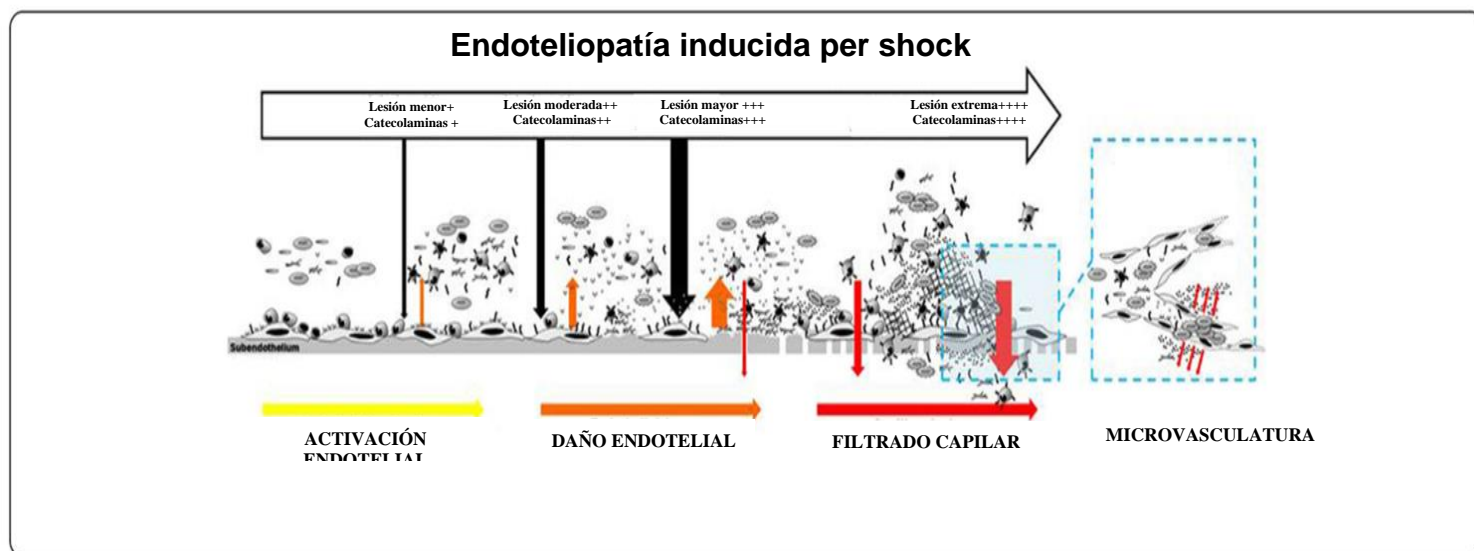 Endoteliopatía inducida per shock
Lesión menor+
Catecolaminas +
Lesión moderada++
Catecolaminas++
Lesión mayor +++
Catecolaminas+++
Lesión extrema++++
Catecolaminas++++
Subendothelium
ACTIVACIÓN
ENDOTELIAL
DAÑO ENDOTELIAL
FILTRADO CAPILAR
MICROVASCULATURA